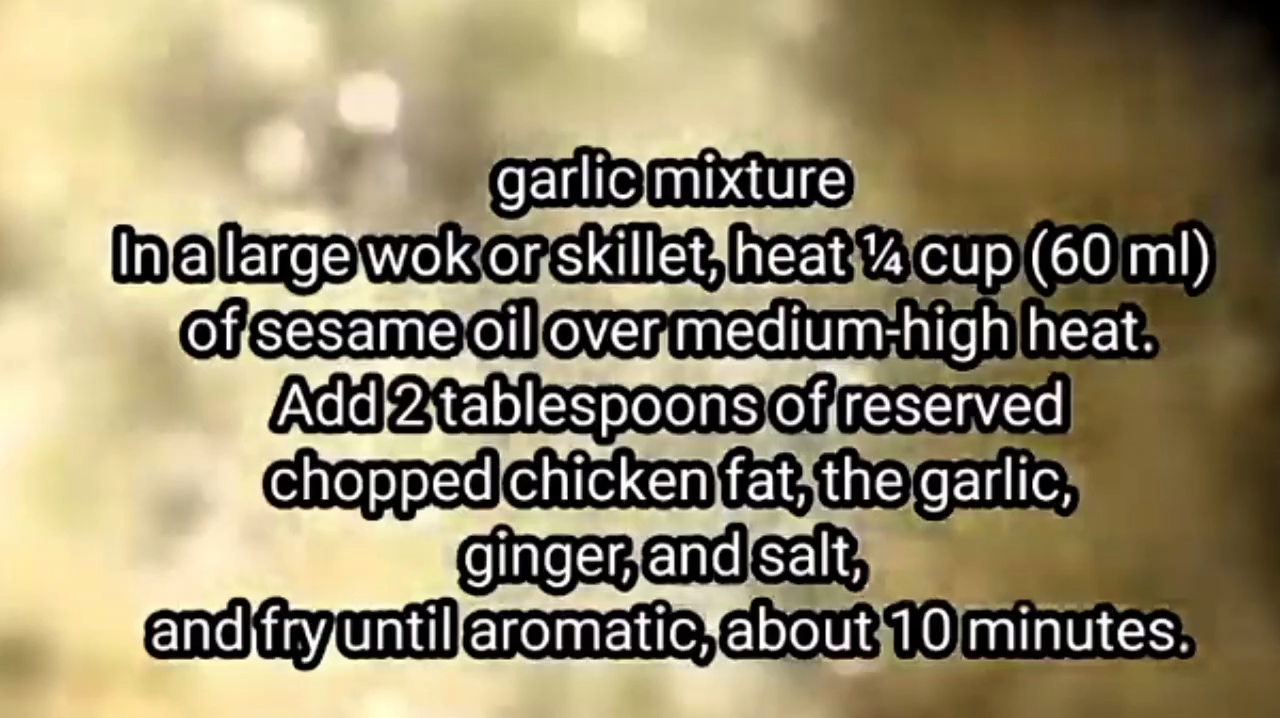 garlic mixture
In a large wok or skillet, heat ¼ cup (60 ml)
of sesame oil over medium-high heat.
Add 2 tablespoons of reserved
chopped chicken fat, the garlic,
ginger, and salt,
and fry until aromatic, about 10 minutes.